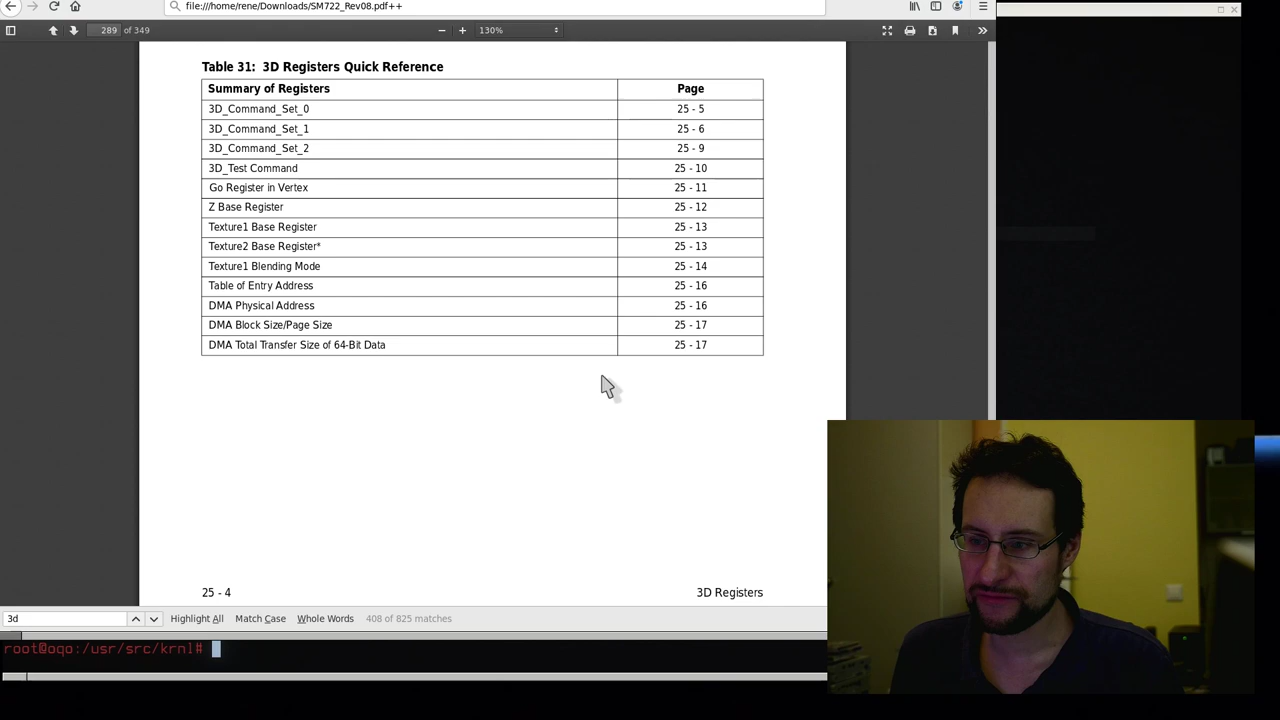 file:///home/rene/Downloads/SM722_Rev08.pdf++
289 of 349
130%
Table 31: 3D Registers Quick Reference
Summary of Registers Page
3D_Command_Set_0 25 - 5
3D_Command_Set_1 25 - 6
3D_Command_Set_2 25 - 9
3D_Test Command 25 - 10
Go Register in Vertex 25 - 11
Z Base Register 25 - 12
Texture1 Base Register 25 - 13
Texture2 Base Register* 25 - 13
Texture1 Blending Mode 25 - 14
Table of Entry Address 25 - 16
DMA Physical Address 25 - 16
DMA Block Size/Page Size 25 - 17
DMA Total Transfer Size of 64-Bit Data 25 - 17
25 - 4 3D Registers
3d Highlight All Match Case Whole Words 408 of 825 matches
root@oqo:/usr/src/krnl#